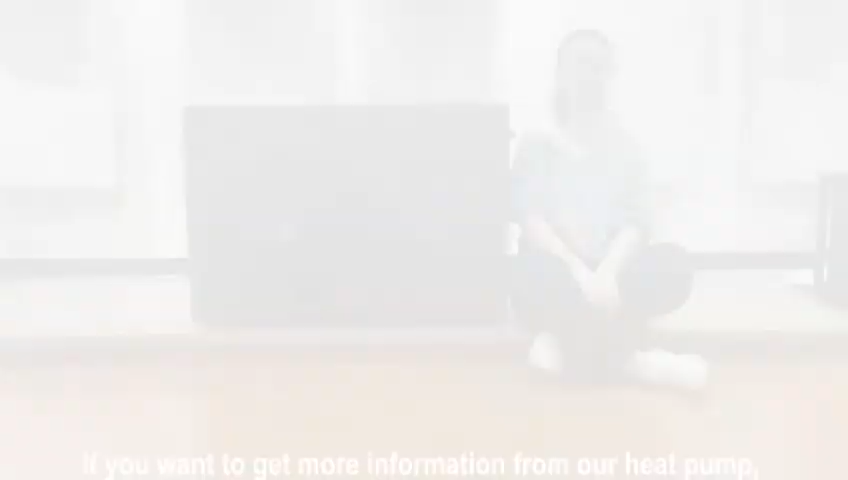 If you want to get more information from our heat pump,